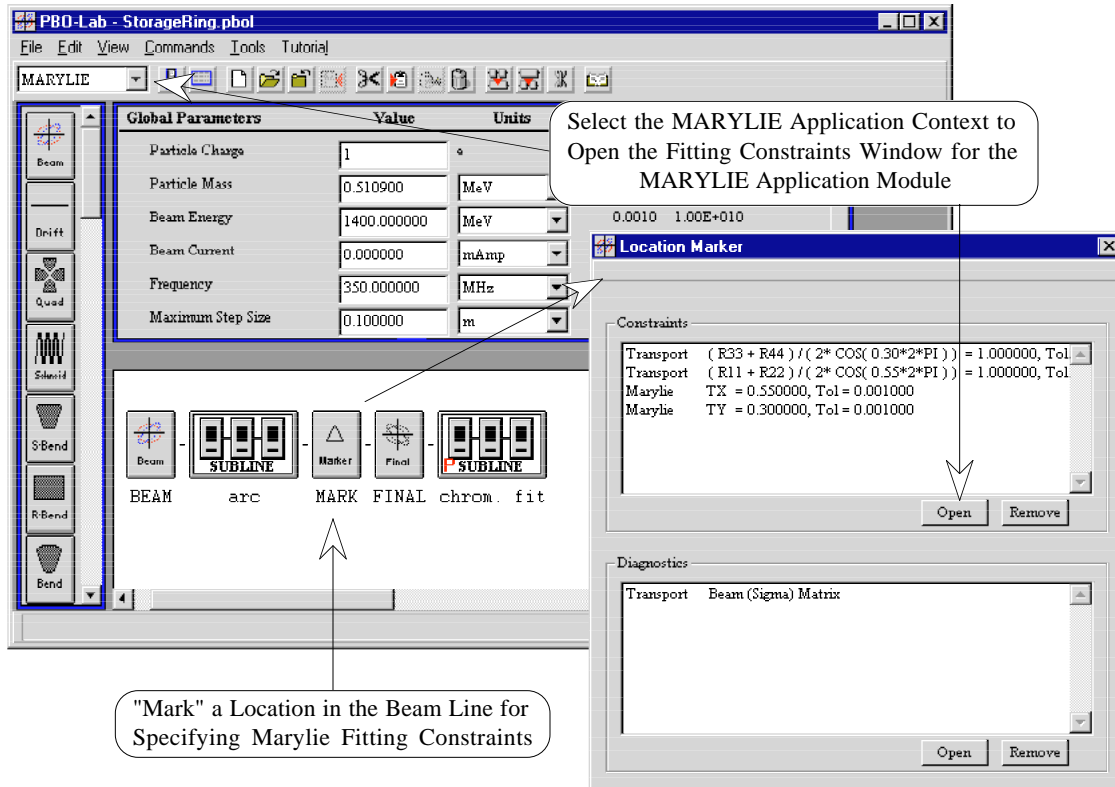 PBO-Lab - StorageRing.pbol
File Edit View Commands Tools Tutorial
MARYLIE
Beam
Drift
Quad
Solenoid
S-Bend
R-Bend
Bend
Global Parameters Value Units
Particle Charge 1 e
Particle Mass 0.510900 MeV
Beam Energy 1400.000000 MeV 0.0010 1.00E+010
Beam Current 0.000000 mAmp
Frequency 350.000000 MHz
Maximum Step Size 0.100000 m
Select the MARYLIE Application Context to
Open the Fitting Constraints Window for the
MARYLIE Application Module
Beam - SUBLINE - Marker - Final - P SUBLINE
BEAM arc MARK FINAL chrom. fit
"Mark" a Location in the Beam Line for
Specifying Marylie Fitting Constraints
Location Marker
Constraints
Transport ( R33 + R44 ) / ( 2* COS( 0.30*2*PI ) ) = 1.000000, Tol
Transport ( R11 + R22 ) / ( 2* COS( 0.55*2*PI ) ) = 1.000000, Tol
Marylie TX = 0.550000, Tol = 0.001000
Marylie TY = 0.300000, Tol = 0.001000
Open Remove
Diagnostics
Transport Beam (Sigma) Matrix
Open Remove